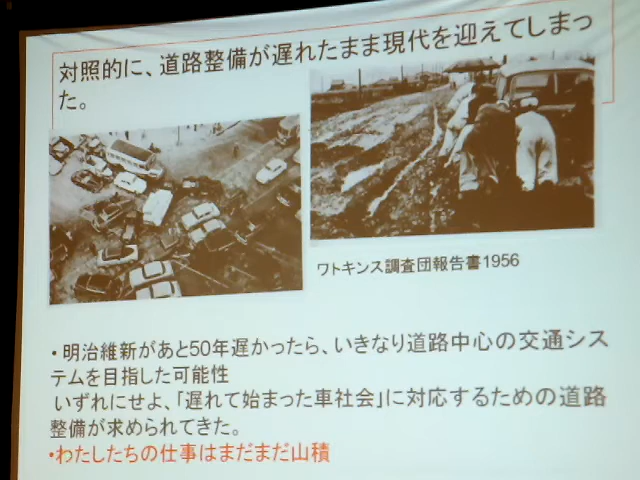 対照的に、道路整備が遅れたまま現代を迎えてしまっ
た。
ワトキンス調査団報告書1956
・明治維新があと50年遅かったら、いきなり道路中心の交通シス
テムを目指した可能性
いずれにせよ、「遅れて始まった車社会」に対応するための道路
整備が求められてきた。
・わたしたちの仕事はまだまだ山積